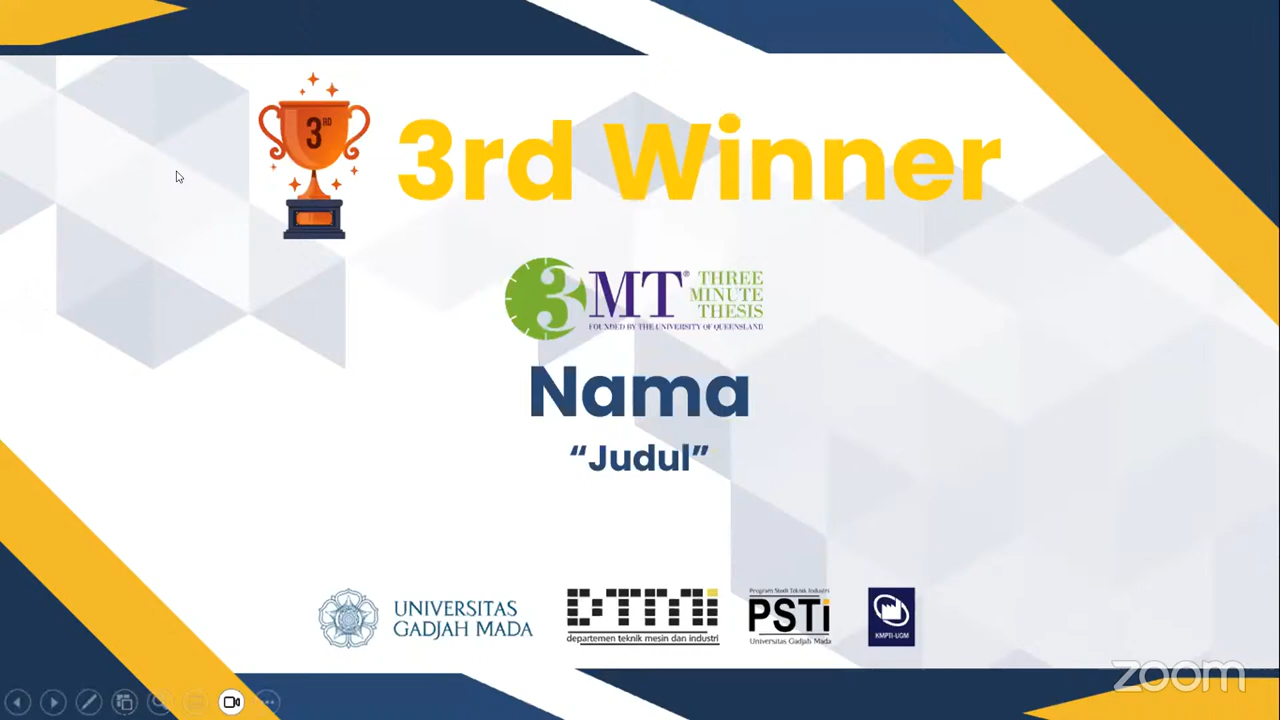 3RD
3rd Winner
3MT® THREE
MINUTE
THESIS
FOUNDED BY THE UNIVERSITY OF QUEENSLAND
Nama
“Judul”
UNIVERSITAS
GADJAH MADA
DTMI
departemen teknik mesin dan industri
Program Studi Teknik Industri
PSTi
Universitas Gadjah Mada
KMPTI-UGM
zoom